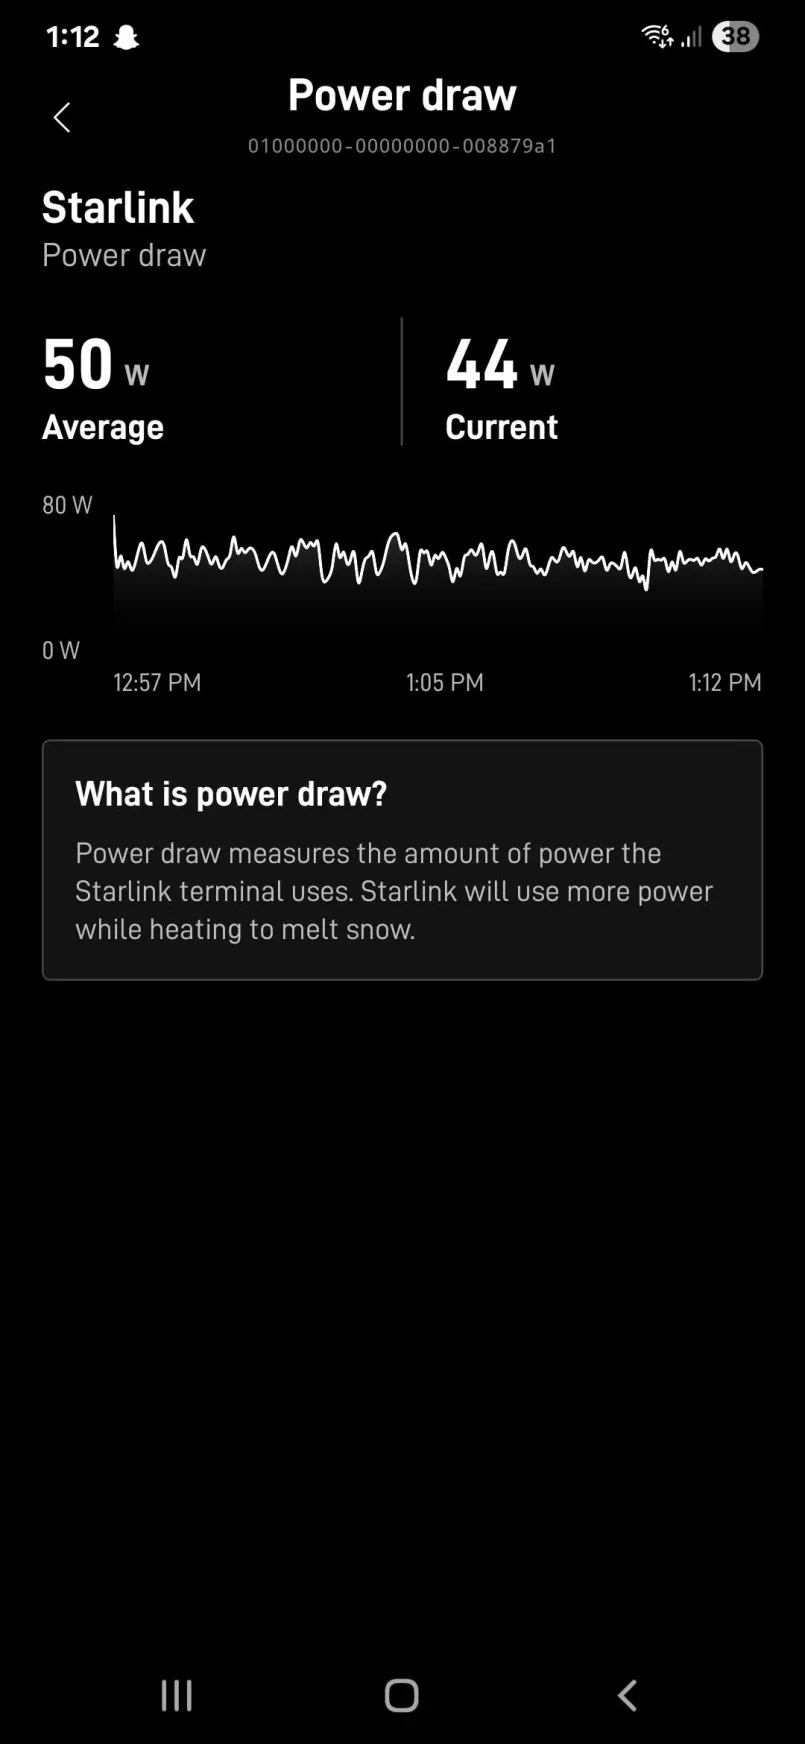 1:12
6
38
Power draw
01000000-00000000-008879a1
Starlink
Power draw
50 W
Average
44 W
Current
80 W
0 W
12:57 PM
1:05 PM
1:12 PM
What is power draw?
Power draw measures the amount of power the
Starlink terminal uses. Starlink will use more power
while heating to melt snow.